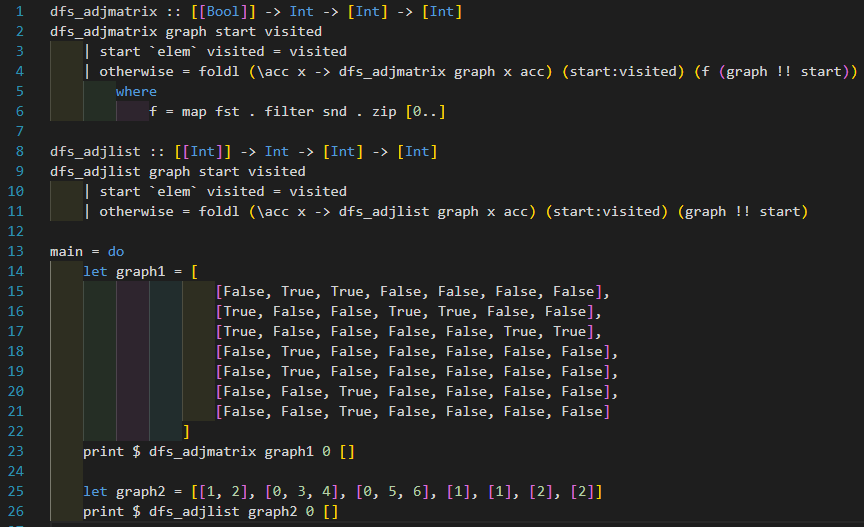 1 dfs_adjmatrix :: [[Bool]] -> Int -> [Int] -> [Int]
2 dfs_adjmatrix graph start visited
3     | start `elem` visited = visited
4     | otherwise = foldl (\acc x -> dfs_adjmatrix graph x acc) (start:visited) (f (graph !! start))
5         where
6             f = map fst . filter snd . zip [0..]
7
8 dfs_adjlist :: [[Int]] -> Int -> [Int] -> [Int]
9 dfs_adjlist graph start visited
10     | start `elem` visited = visited
11     | otherwise = foldl (\acc x -> dfs_adjlist graph x acc) (start:visited) (graph !! start)
12
13 main = do
14     let graph1 = [
15                     [False, True, True, False, False, False, False],
16                     [True, False, False, True, True, False, False],
17                     [True, False, False, False, False, True, True],
18                     [False, True, False, False, False, False, False],
19                     [False, True, False, False, False, False, False],
20                     [False, False, True, False, False, False, False],
21                     [False, False, True, False, False, False, False]
22                 ]
23     print $ dfs_adjmatrix graph1 0 []
24
25     let graph2 = [[1, 2], [0, 3, 4], [0, 5, 6], [1], [1], [2], [2]]
26     print $ dfs_adjlist graph2 0 []